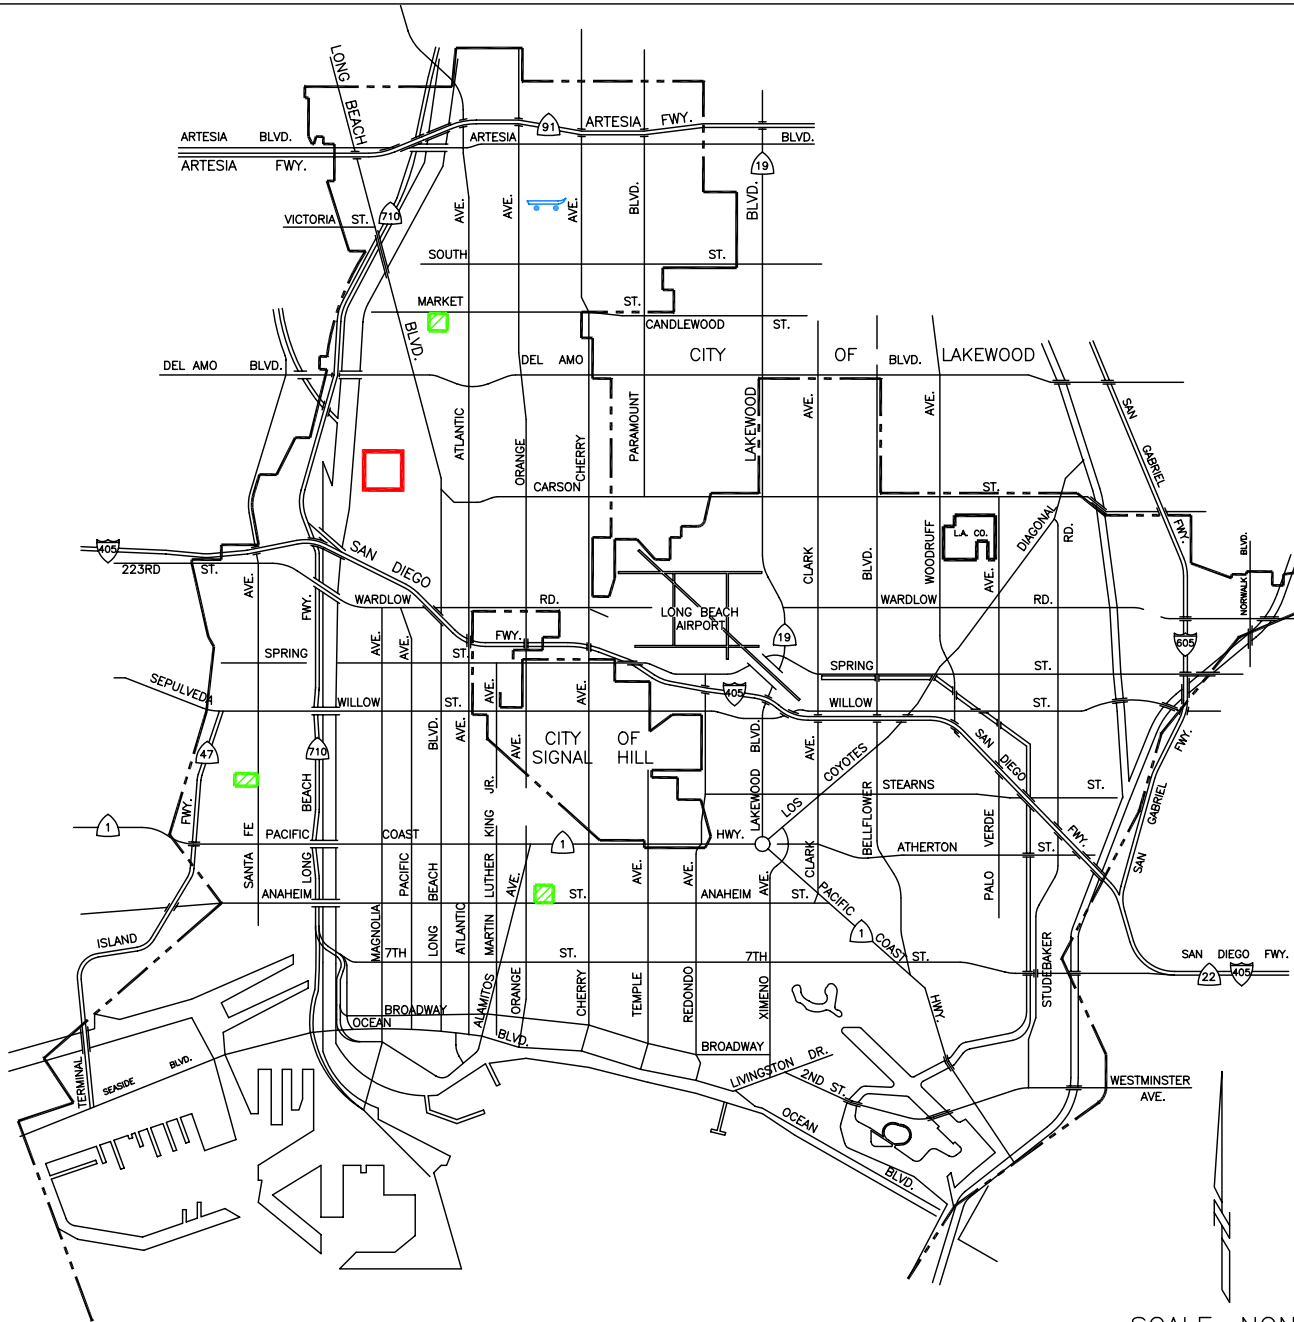 LONG BEACH BLVD.
ARTESIA BLVD.
ARTESIA FWY.
ARTESIA
91
ARTESIA FWY.
BLVD.
19
BLVD.
710
VICTORIA ST.
AVE.
AVE.
AVE.
BLVD.
SOUTH ST.
MARKET ST.
CANDLEWOOD ST.
CITY OF LAKEWOOD
DEL AMO BLVD.
DEL AMO BLVD.
ATLANTIC
ORANGE
CHERRY
PARAMOUNT
LAKEWOOD
AVE.
AVE.
SAN GABRIEL FWY.
CARSON ST.
L.A. CO.
WOODRUFF
AVE.
DIAGONAL
RD.
NORWALK BLVD.
405
223RD ST.
SAN DIEGO
FWY.
AVE.
FWY.
CLARK
BLVD.
WARDLOW RD.
WARDLOW RD.
LONG BEACH
AIRPORT
19
605
AVE.
AVE.
SPRING ST.
SPRING ST.
405
SEPULVEDA
WILLOW ST.
WILLOW ST.
AVE.
AVE.
BLVD.
AVE.
AVE.
47
710
CITY OF
SIGNAL HILL
BLVD.
AVE.
LAKEWOOD
LOS COYOTES
SAN DIEGO
FWY.
STEARNS ST.
SAN GABRIEL FWY.
FWY.
1
PACIFIC COAST
1
HWY.
ATHERTON ST.
BELLFLOWER
CLARK
PALO VERDE
SANTA FE
LONG BEACH
PACIFIC
LONG BEACH
MARTIN LUTHER KING JR.
AVE.
AVE.
AVE.
AVE.
ANAHEIM ST.
ANAHEIM ST.
PACIFIC
1
COAST
HWY.
ISLAND
TERMINAL
MAGNOLIA
ATLANTIC
7TH ST.
7TH ST.
SAN DIEGO FWY.
22
405
STUDEBAKER
ALAMITOS
ORANGE
CHERRY
TEMPLE
REDONDO
XIMENO
BROADWAY
OCEAN
BLVD.
BROADWAY
LIVINGSTON DR.
2ND ST.
SEASIDE BLVD.
WESTMINSTER
AVE.
OCEAN
BLVD.